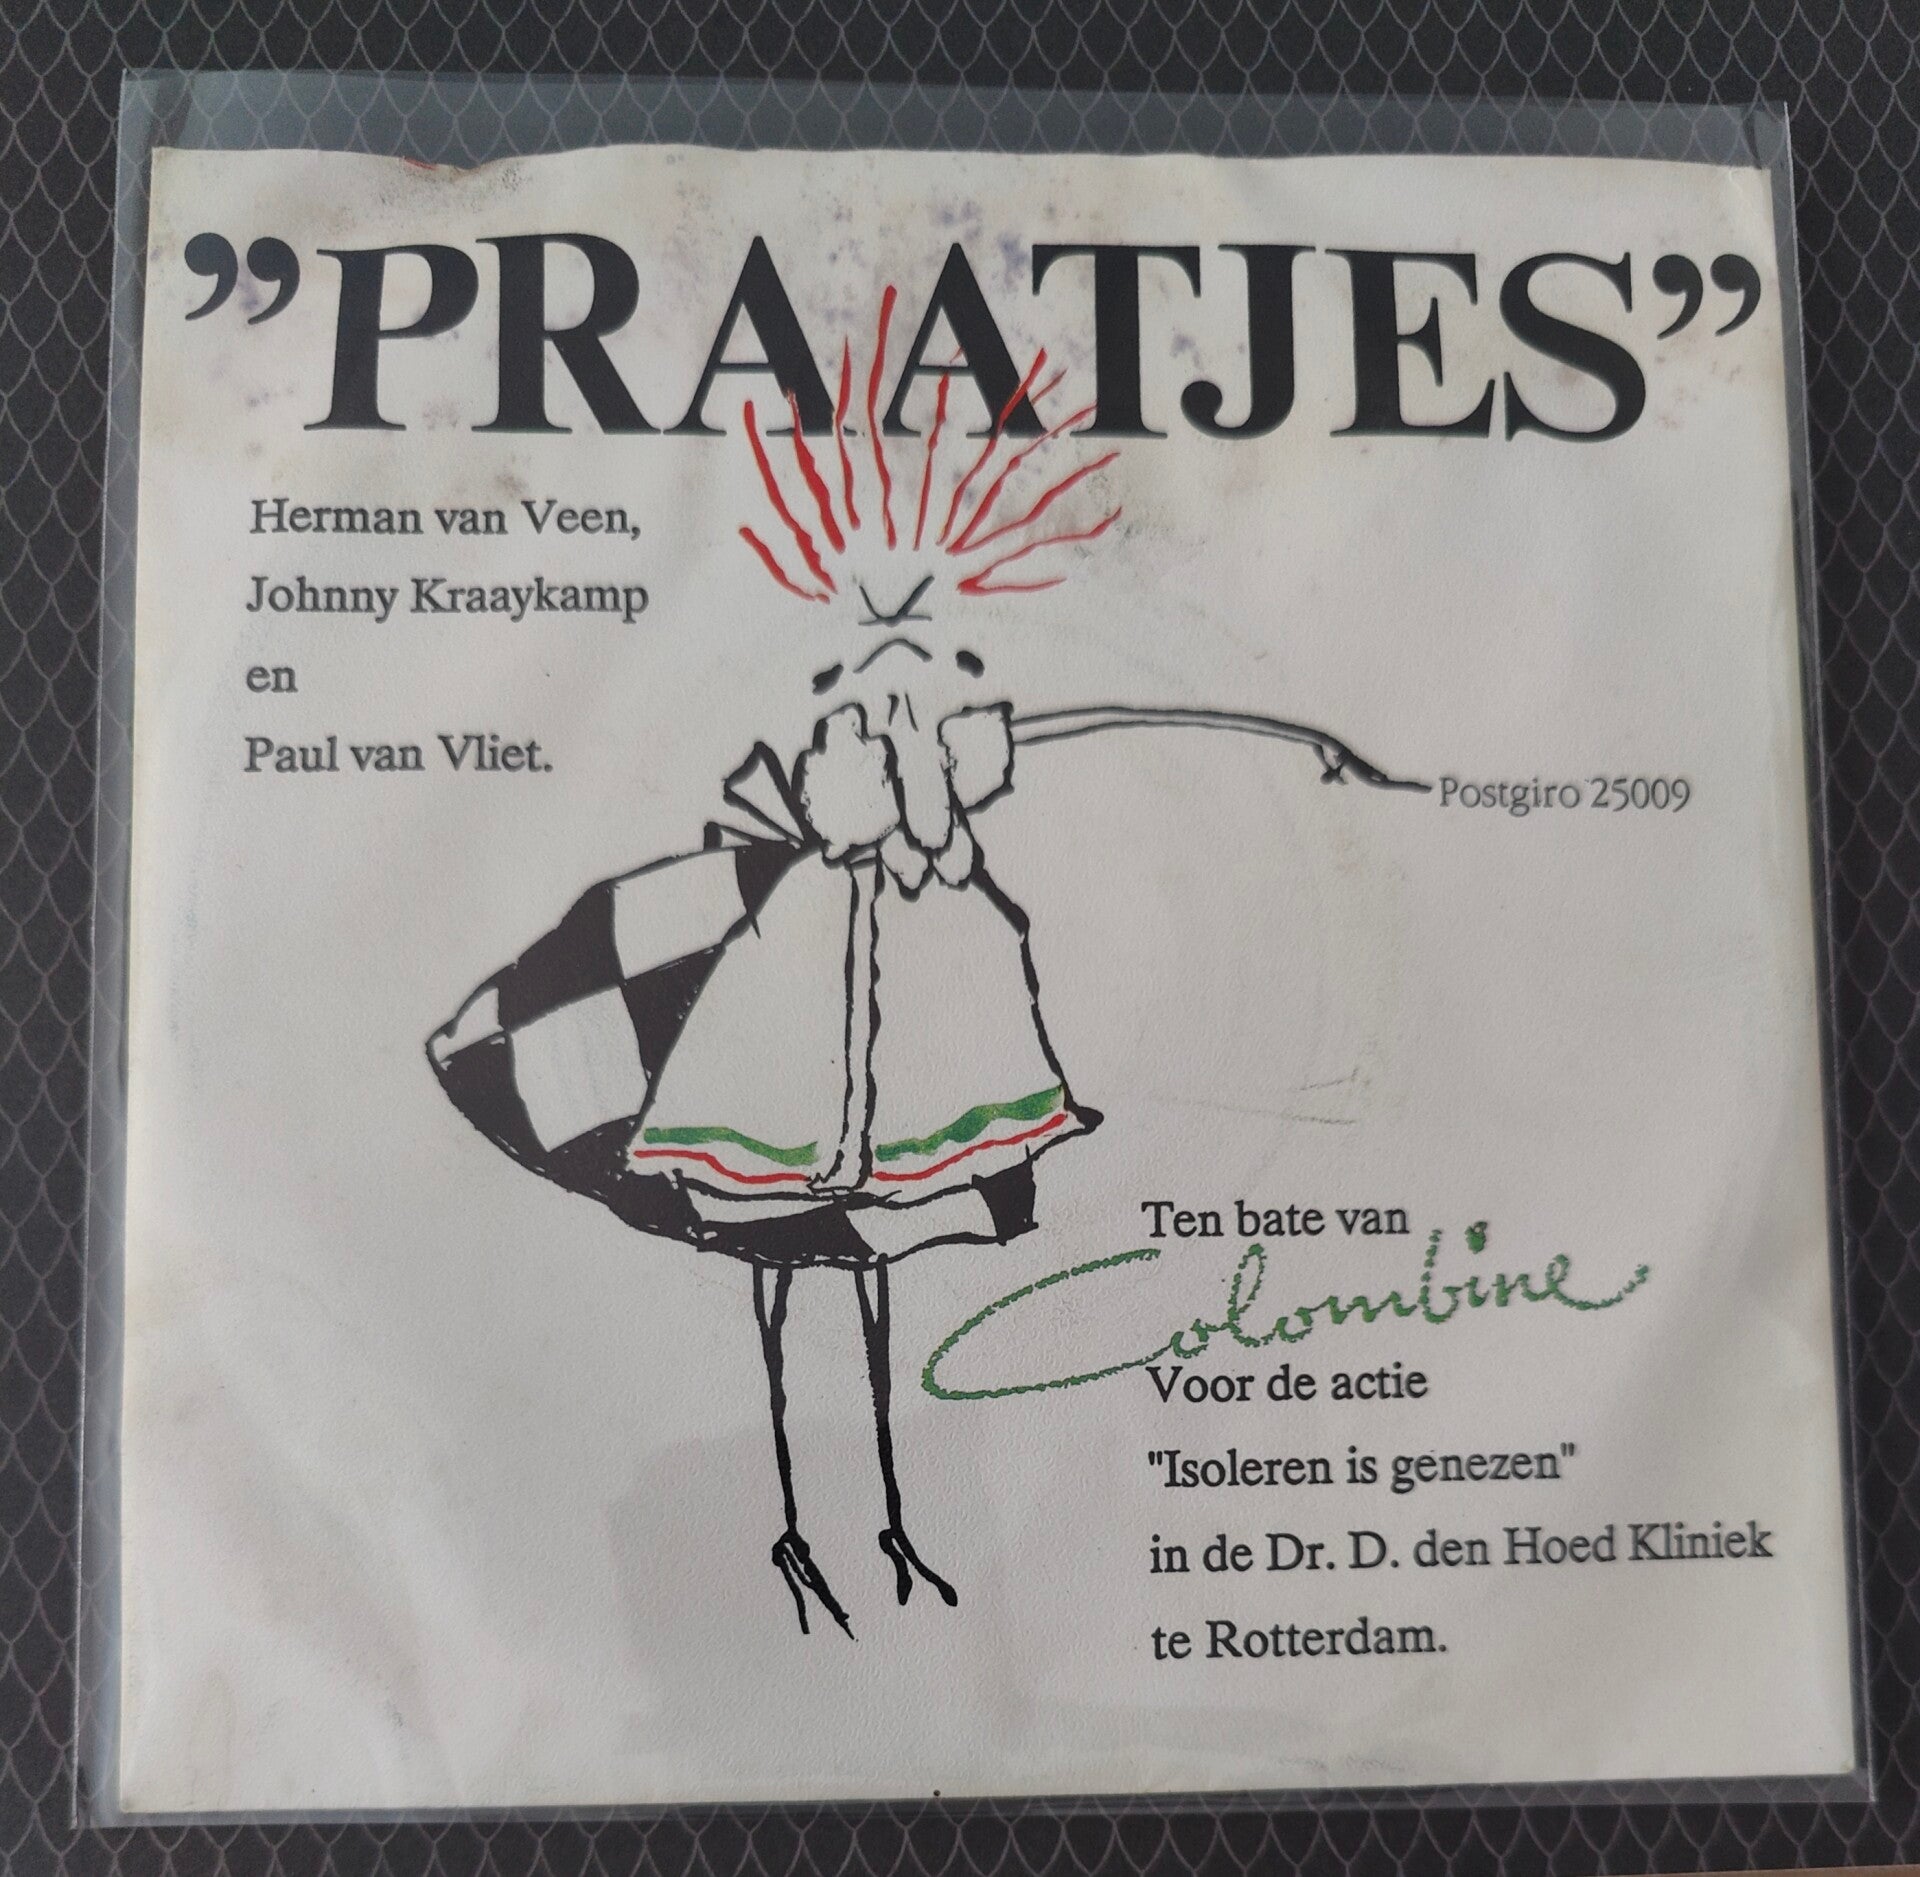 ”PRAATJES”
Herman van Veen,
Johnny Kraaykamp
en
Paul van Vliet.
Postgiro 25009
Ten bate van
Colombine
Voor de actie
"Isoleren is genezen"
in de Dr. D. den Hoed Kliniek
te Rotterdam.